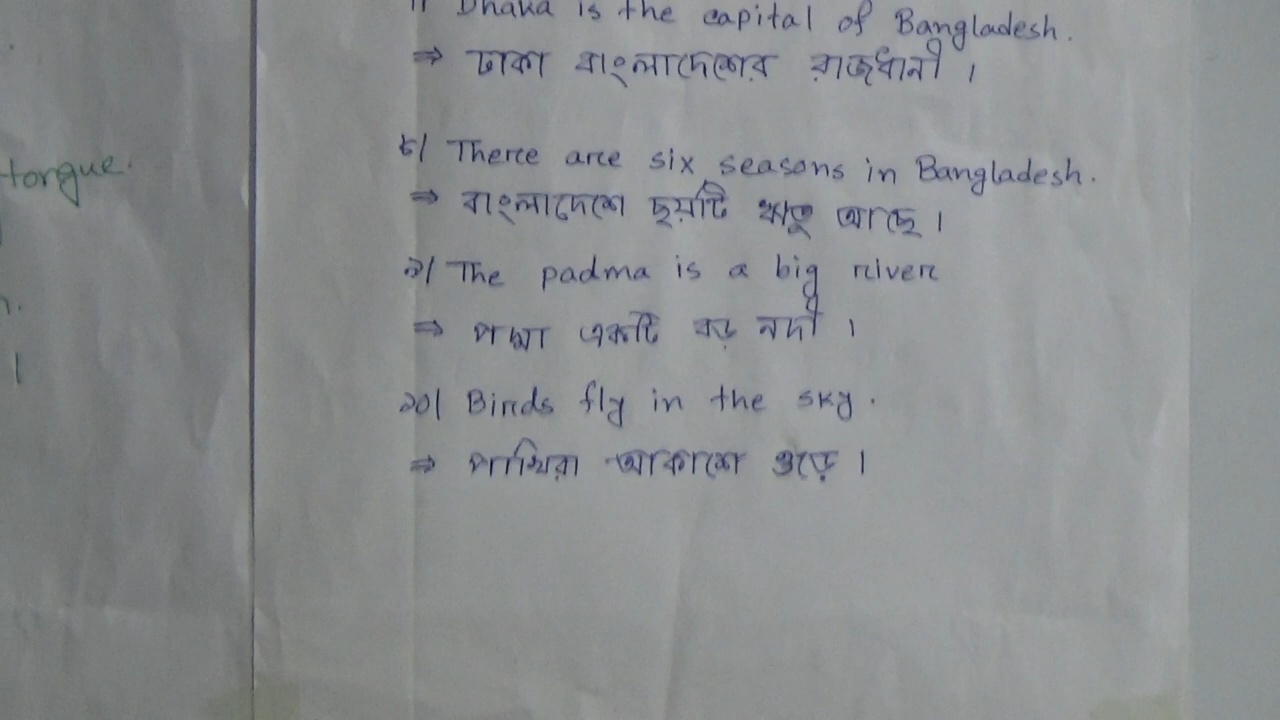 Dhaka is the capital of Bangladesh.
⇒ ঢাকা বাংলাদেশের রাজধানী ।
৮। There are six seasons in Bangladesh.
⇒ বাংলাদেশে ছয়টি ঋতু আছে ।
torgue.
৯। The padma is a big river
⇒ পদ্মা একটি বড় নদী ।
১০। Birds fly in the sky.
⇒ পাখিরা আকাশে ওড়ে ।